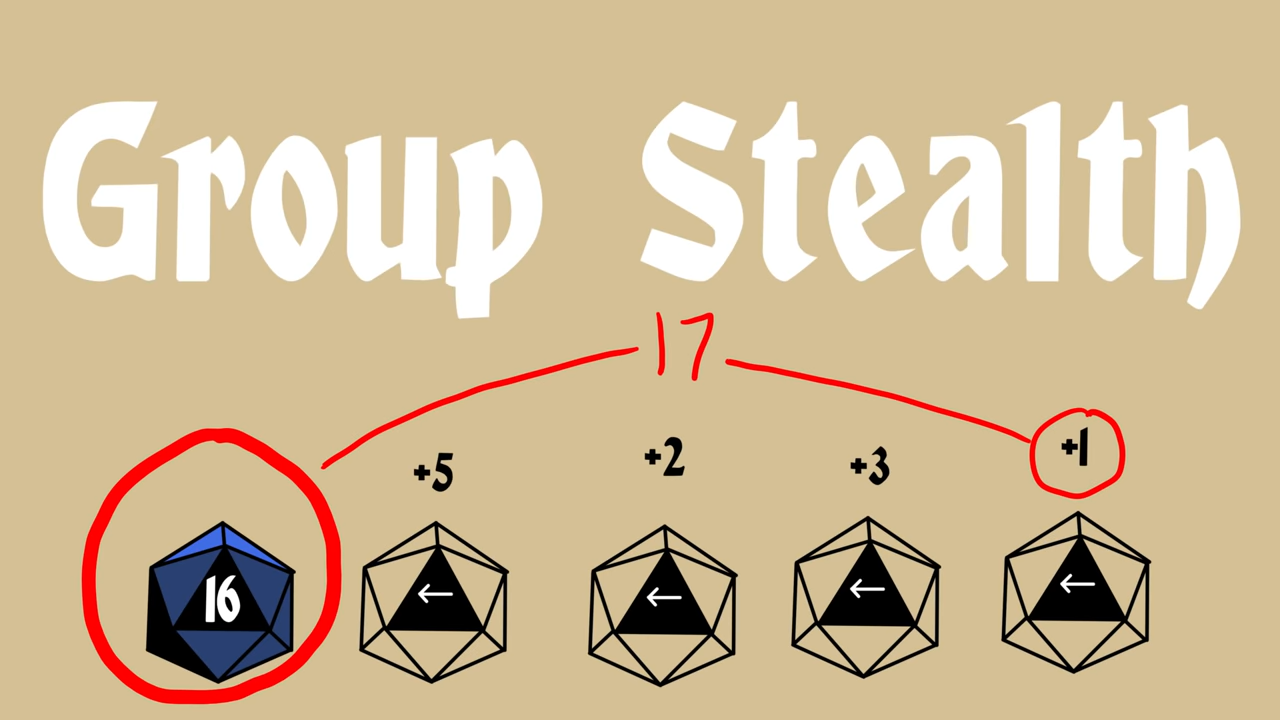 Group Stealth
17
+5 +2 +3 +1
16 ← ← ← ←